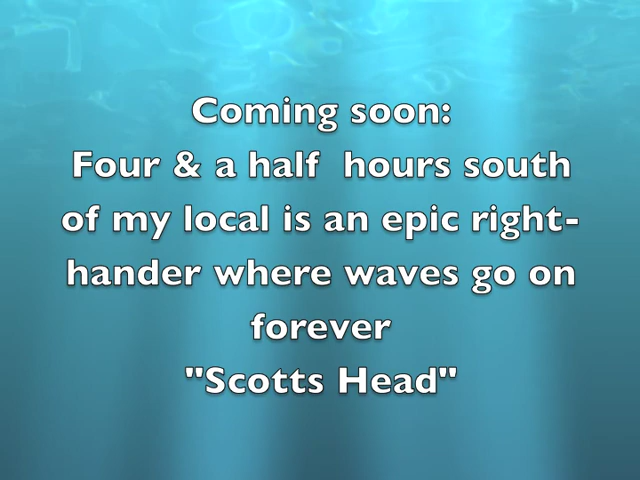 Coming soon:
Four & a half  hours south
of my local is an epic right-
hander where waves go on
forever
"Scotts Head"